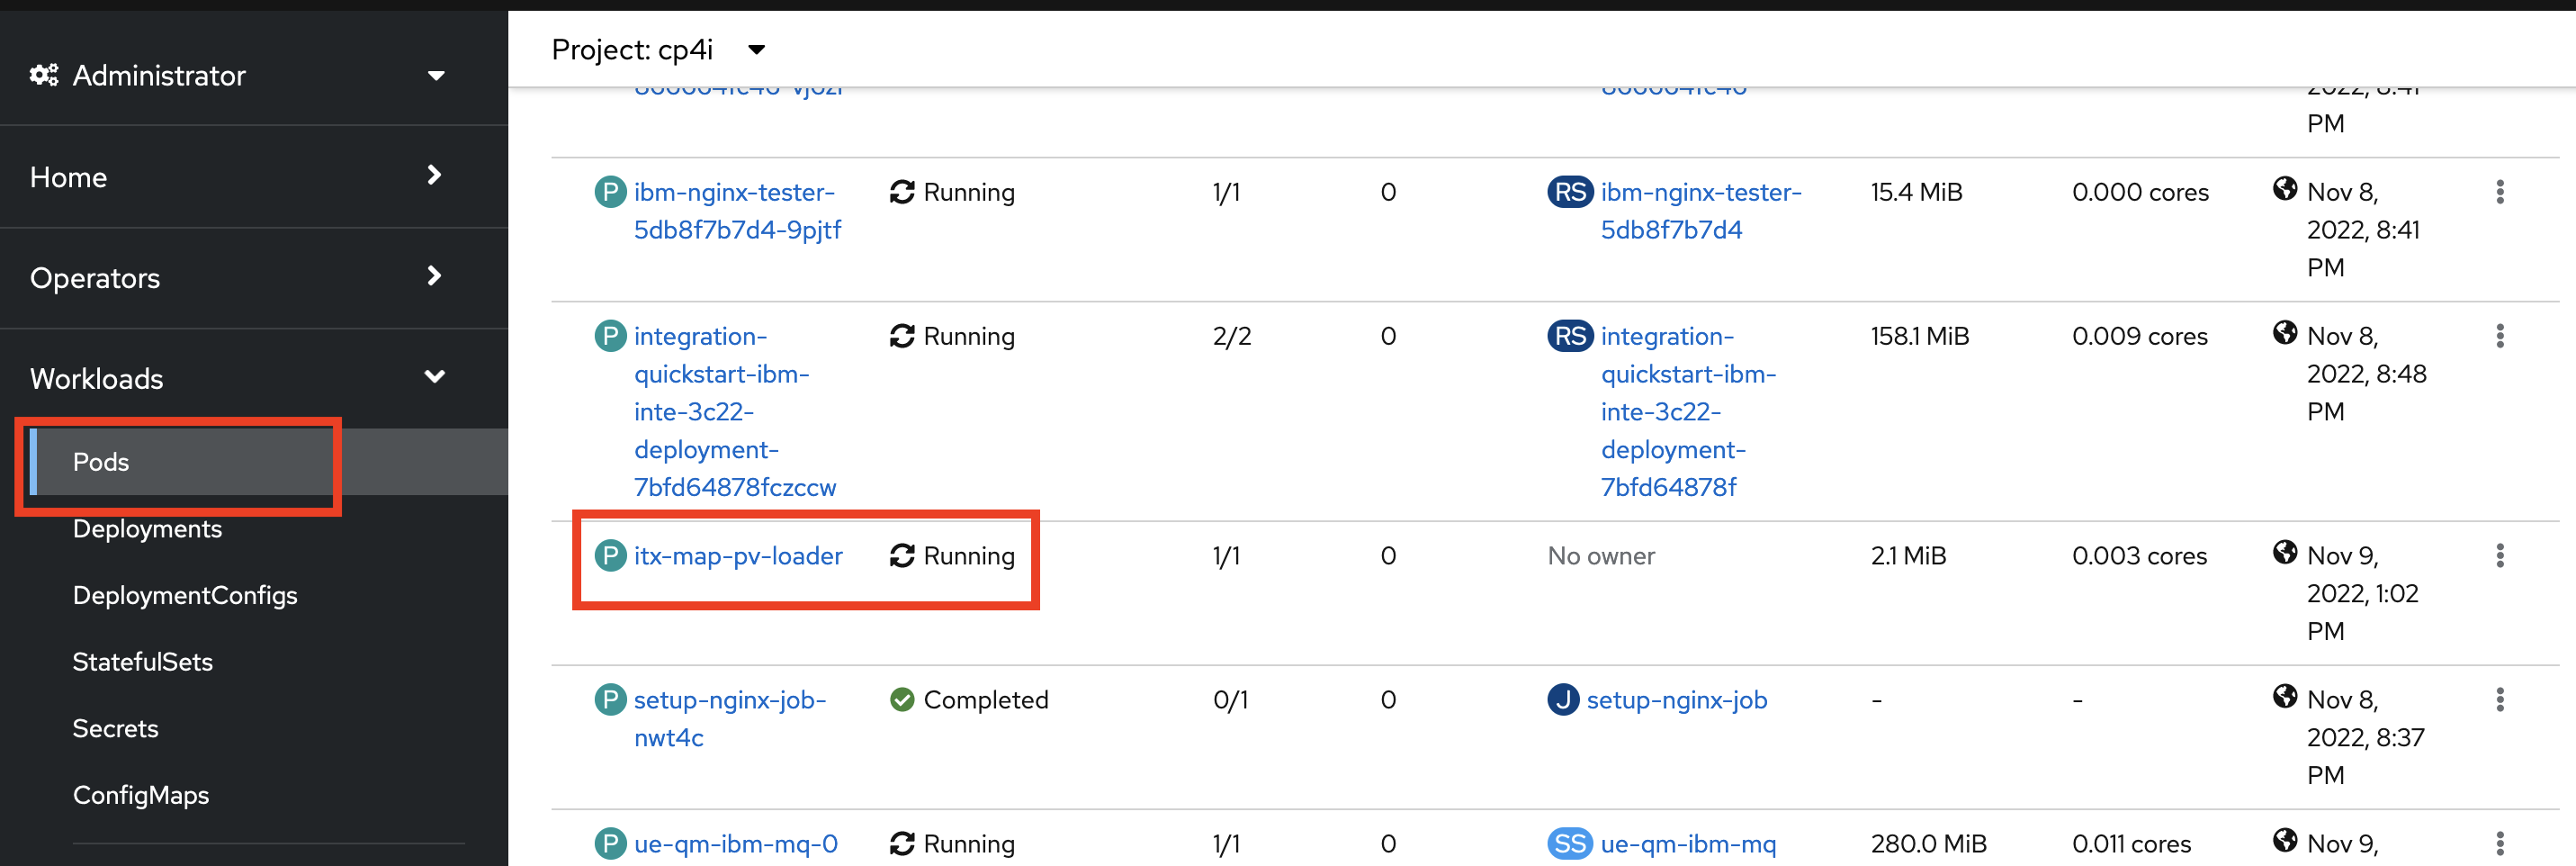 Project: cp4i
Administrator
Home
Operators
Workloads
Pods
Deployments
DeploymentConfigs
StatefulSets
Secrets
ConfigMaps
2022, 8:41
PM
ibm-nginx-tester- Running 1/1 0 RS ibm-nginx-tester- 15.4 MiB 0.000 cores Nov 8,
P
5db8f7b7d4-9pjtf 5db8f7b7d4 2022, 8:41
PM
P integration- Running 2/2 0 RS integration- 158.1 MiB 0.009 cores Nov 8,
quickstart-ibm- quickstart-ibm- 2022, 8:48
inte-3c22- inte-3c22- PM
deployment- deployment-
7bfd64878fczccw 7bfd64878f
P itx-map-pv-loader Running 1/1 0 No owner 2.1 MiB 0.003 cores Nov 9,
2022, 1:02
PM
P setup-nginx-job- Completed 0/1 0 J setup-nginx-job - - Nov 8,
nwt4c 2022, 8:37
PM
P ue-qm-ibm-mq-0 Running 1/1 0 SS ue-qm-ibm-mq 280.0 MiB 0.011 cores Nov 9,